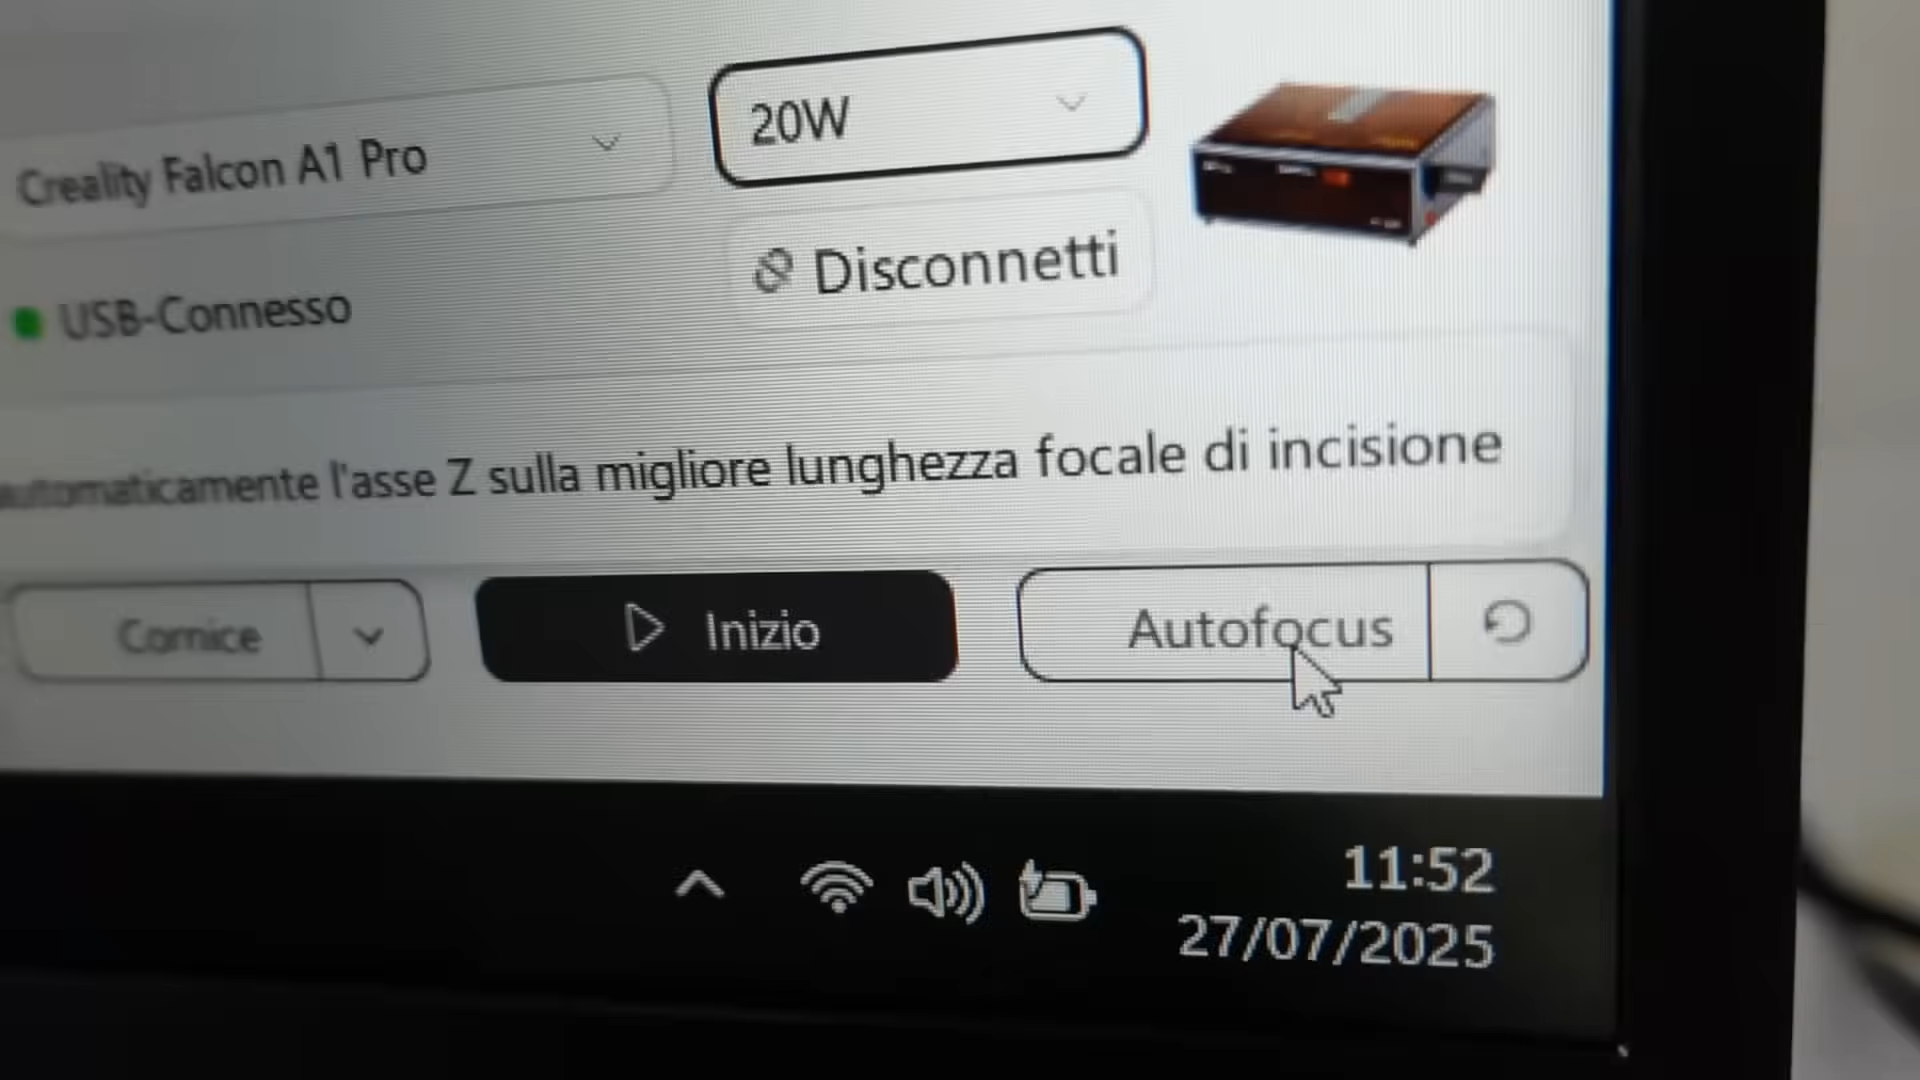 Creality Falcon A1 Pro
20W
USB-Connesso
Disconnetti
automaticamente l'asse Z sulla migliore lunghezza focale di incisione
Cornice
Inizio
Autofocus
11:52
27/07/2025